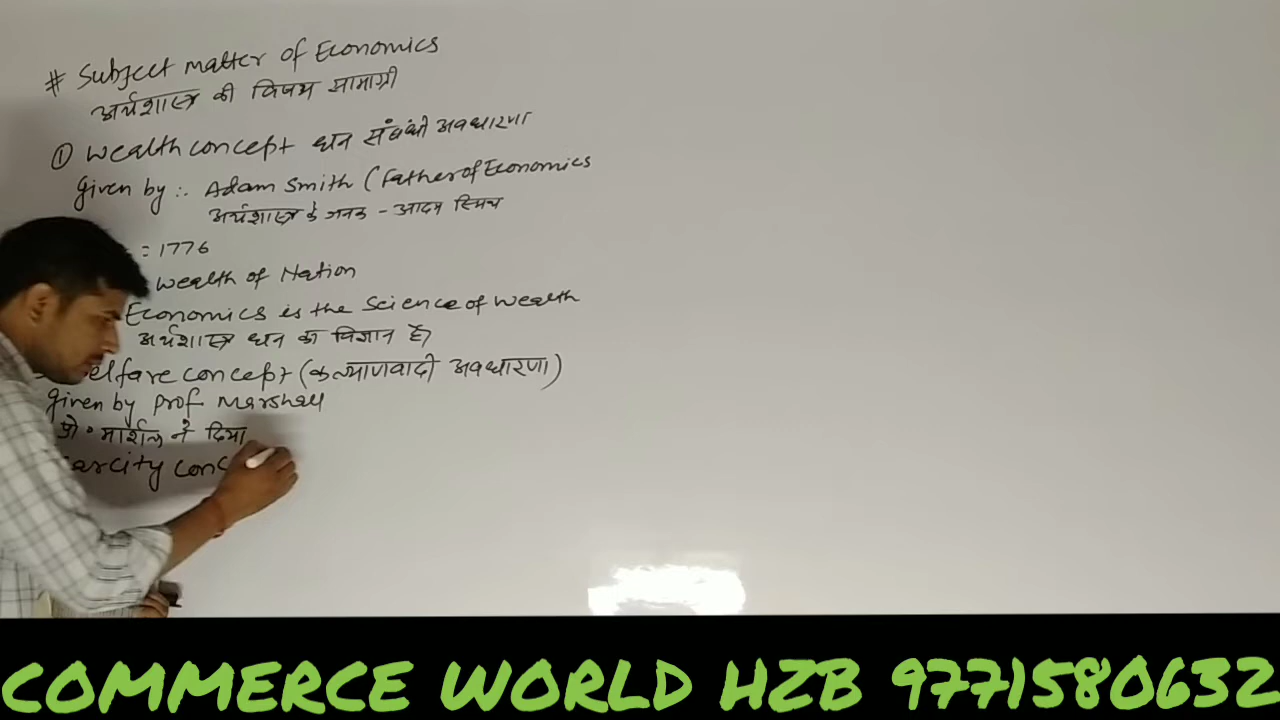 # Subject matter of Economics
अर्थशास्त्र की विषय सामाग्री
① Wealth concept धन संबंधी अवधारणा
Given by :. Adam Smith (Father of Economics
अर्थशास्त्र के जनक - आदम स्मिथ
: 1776
Wealth of Nation
Economics is the Science of Wealth
अर्थशास्त्र धन का विज्ञान है
elfare concept (कल्याणवादी अवधारणा)
Given by Prof Marshall
प्रो॰ मार्शल ने दिया
arcity conc
COMMERCE WORLD HZB 9771580632